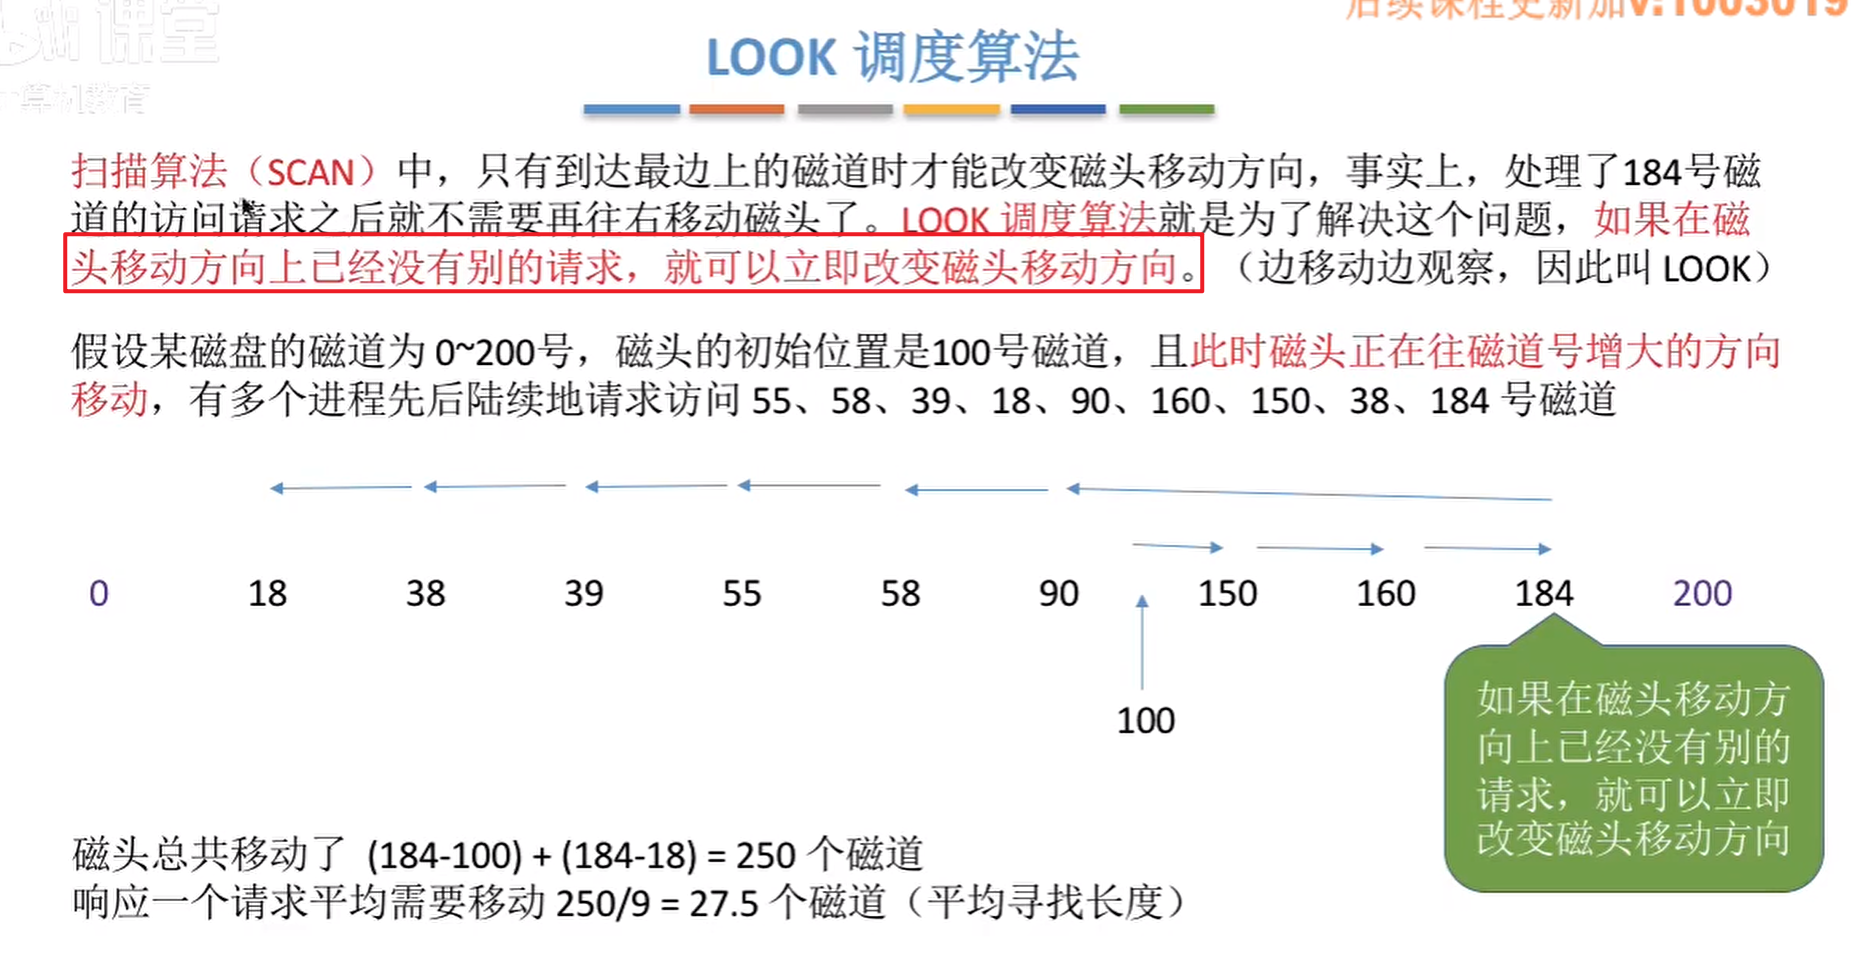 课堂
算机教育
后续课程更新加v:1003019
LOOK 调度算法
扫描算法（SCAN）中，只有到达最边上的磁道时才能改变磁头移动方向，事实上，处理了184号磁
道的访问请求之后就不需要再往右移动磁头了。LOOK 调度算法就是为了解决这个问题，如果在磁
头移动方向上已经没有别的请求，就可以立即改变磁头移动方向。（边移动边观察，因此叫 LOOK）
假设某磁盘的磁道为 0~200号，磁头的初始位置是100号磁道，且此时磁头正在往磁道号增大的方向
移动，有多个进程先后陆续地请求访问 55、58、39、18、90、160、150、38、184 号磁道
0 18 38 39 55 58 90 150 160 184 200
100
如果在磁头移动方
向上已经没有别的
请求，就可以立即
改变磁头移动方向
磁头总共移动了 (184-100) + (184-18) = 250 个磁道
响应一个请求平均需要移动 250/9 = 27.5 个磁道（平均寻找长度）